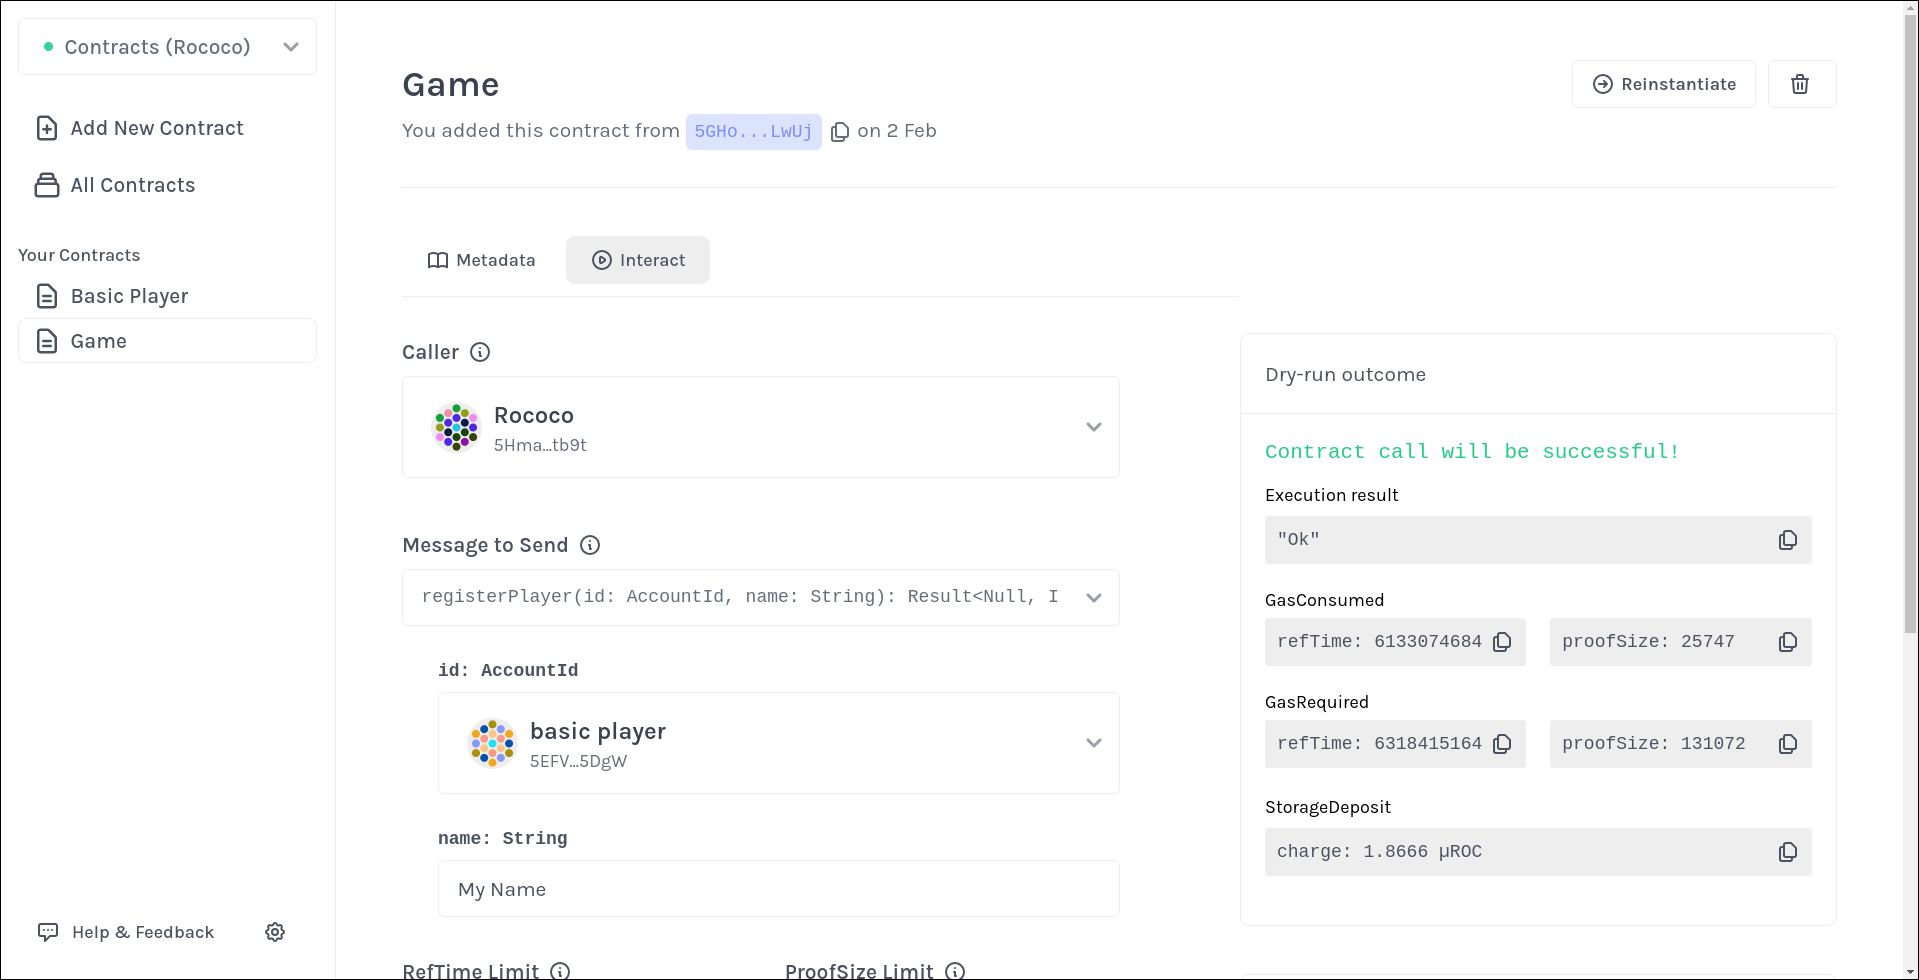 Contracts (Rococo)
Add New Contract
All Contracts
Your Contracts
Basic Player
Game
Help & Feedback
Game
Reinstantiate
You added this contract from 5GHo...LwUj on 2 Feb
Metadata
Interact
Caller
Rococo
5Hma...tb9t
Message to Send
registerPlayer(id: AccountId, name: String): Result<Null, I
id: AccountId
basic player
5EFV...5DgW
name: String
My Name
RefTime Limit
ProofSize Limit
Dry-run outcome
Contract call will be successful!
Execution result
"Ok"
GasConsumed
refTime: 6133074684
proofSize: 25747
GasRequired
refTime: 6318415164
proofSize: 131072
StorageDeposit
charge: 1.8666 µROC